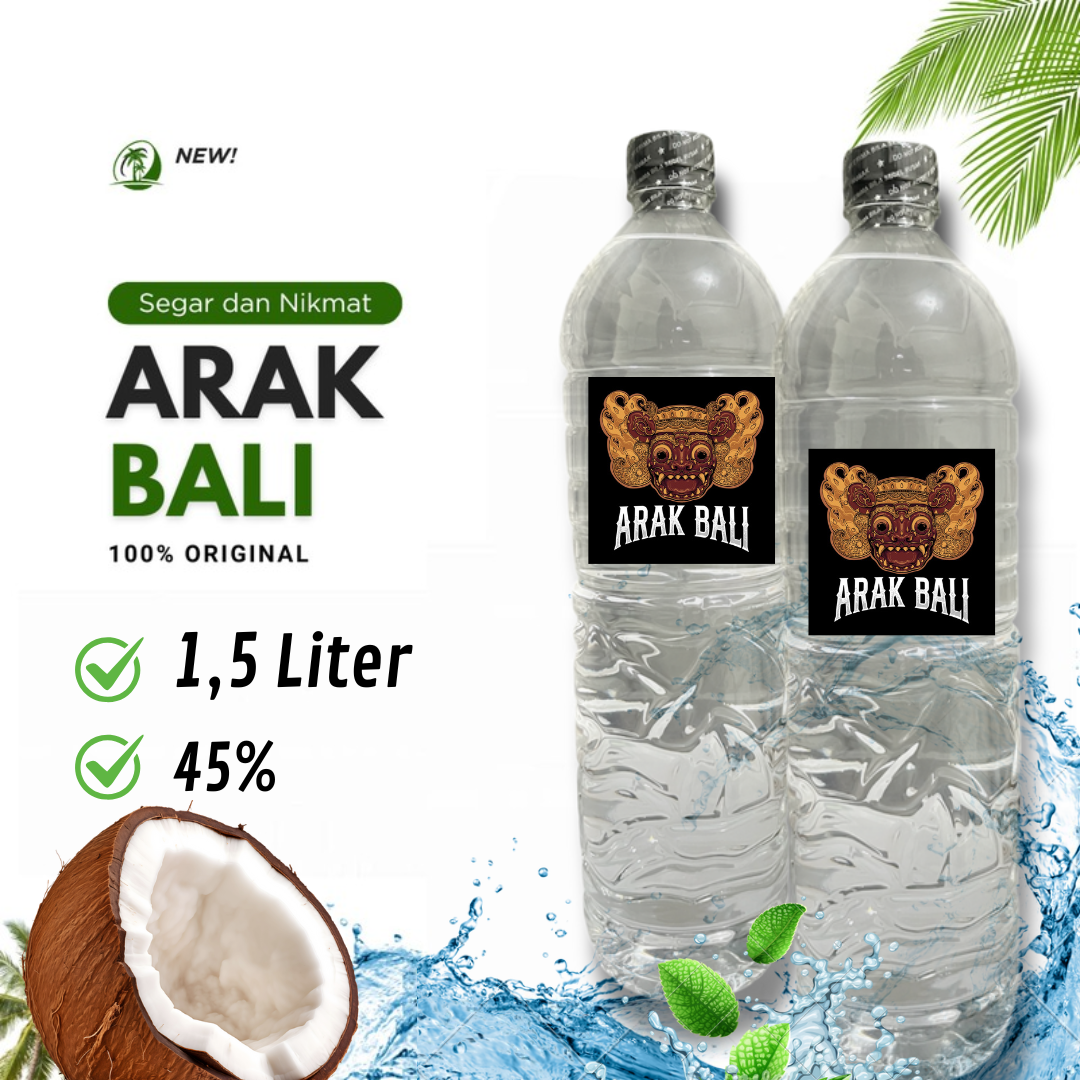 NEW!
Segar dan Nikmat
ARAK
BALI
100% ORIGINAL
1,5 Liter
45%
ARAK BALI
ARAK BALI